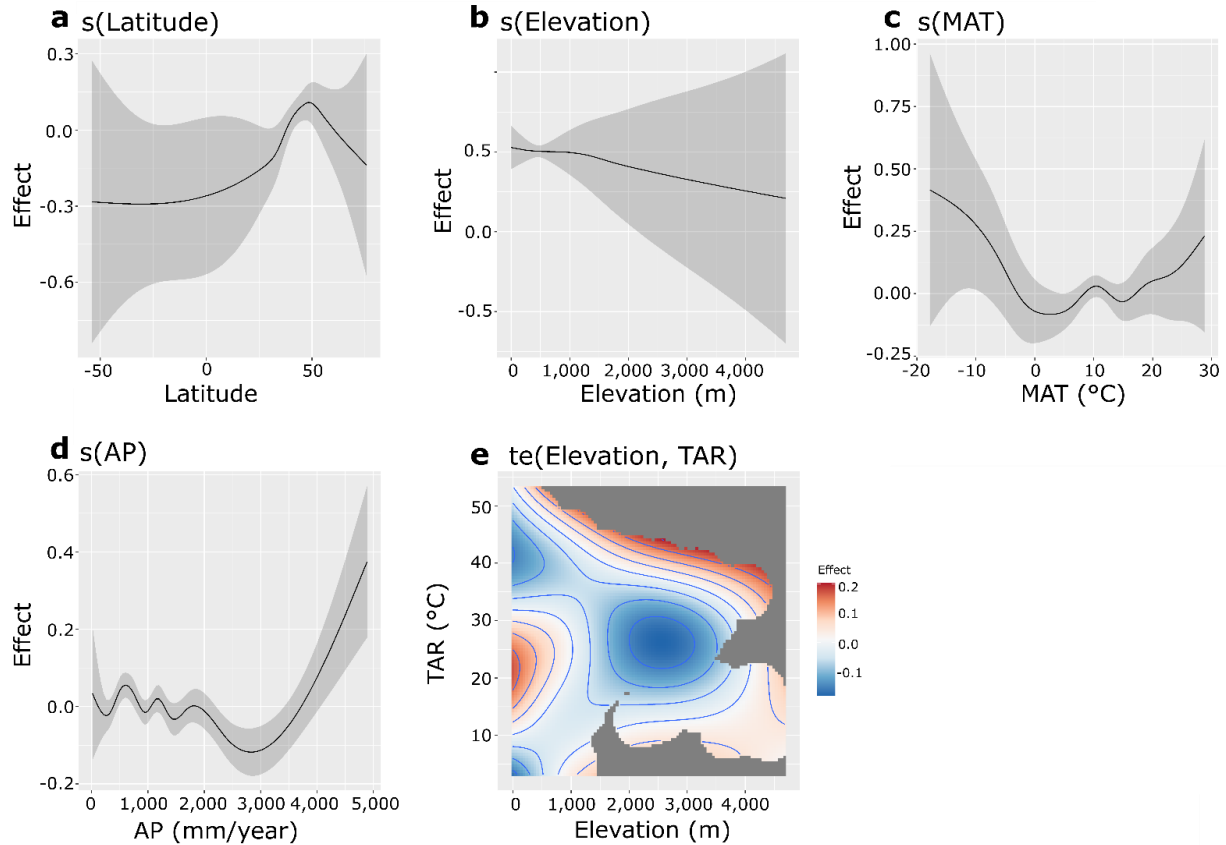 a s(Latitude)
0.3
0.0
-0.3
-0.6
Effect
-50 0 50
Latitude
b s(Elevation)
0.5
0.0
-0.5
Effect
0 1,000 2,000 3,000 4,000
Elevation (m)
c s(MAT)
1.00
0.75
0.50
0.25
0.00
-0.25
Effect
-20 -10 0 10 20 30
MAT (°C)
d s(AP)
0.6
0.4
0.2
0.0
-0.2
Effect
0 1,000 2,000 3,000 4,000 5,000
AP (mm/year)
e te(Elevation, TAR)
50
40
30
20
10
TAR (°C)
0 1,000 2,000 3,000 4,000
Elevation (m)
Effect
0.2
0.1
0.0
-0.1